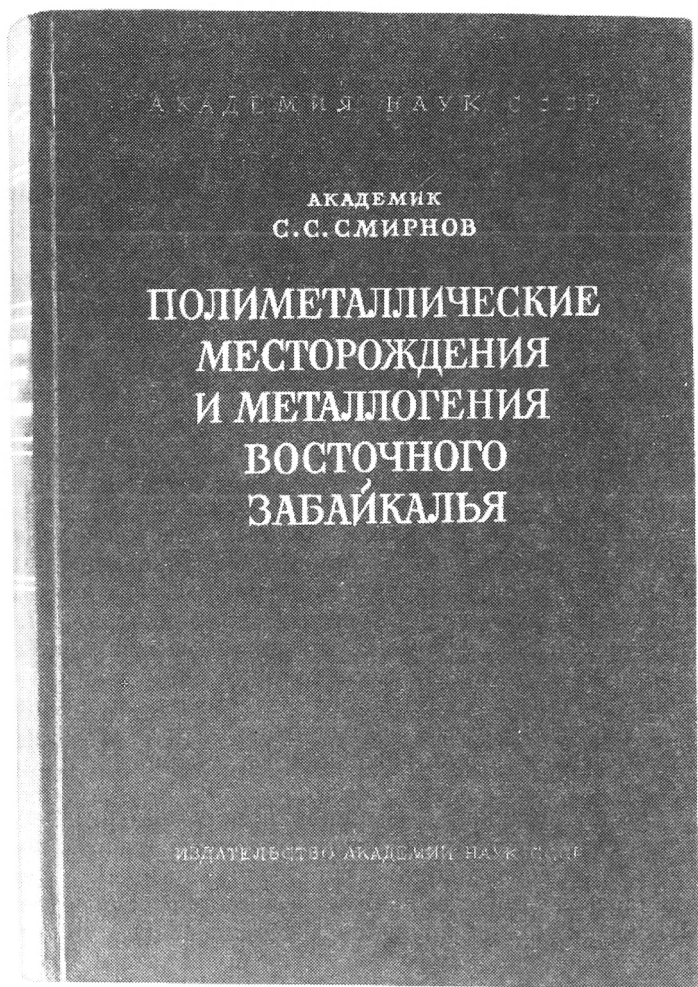 АКАДЕМИЯ НАУК СССР
АКАДЕМИК
С. С. СМИРНОВ
ПОЛИМЕТАЛЛИЧЕСКИЕ
МЕСТОРОЖДЕНИЯ
И МЕТАЛЛОГЕНИЯ
ВОСТОЧНОГО
ЗАБАЙКАЛЬЯ
ИЗДАТЕЛЬСТВО АКАДЕМИИ НАУК СССР